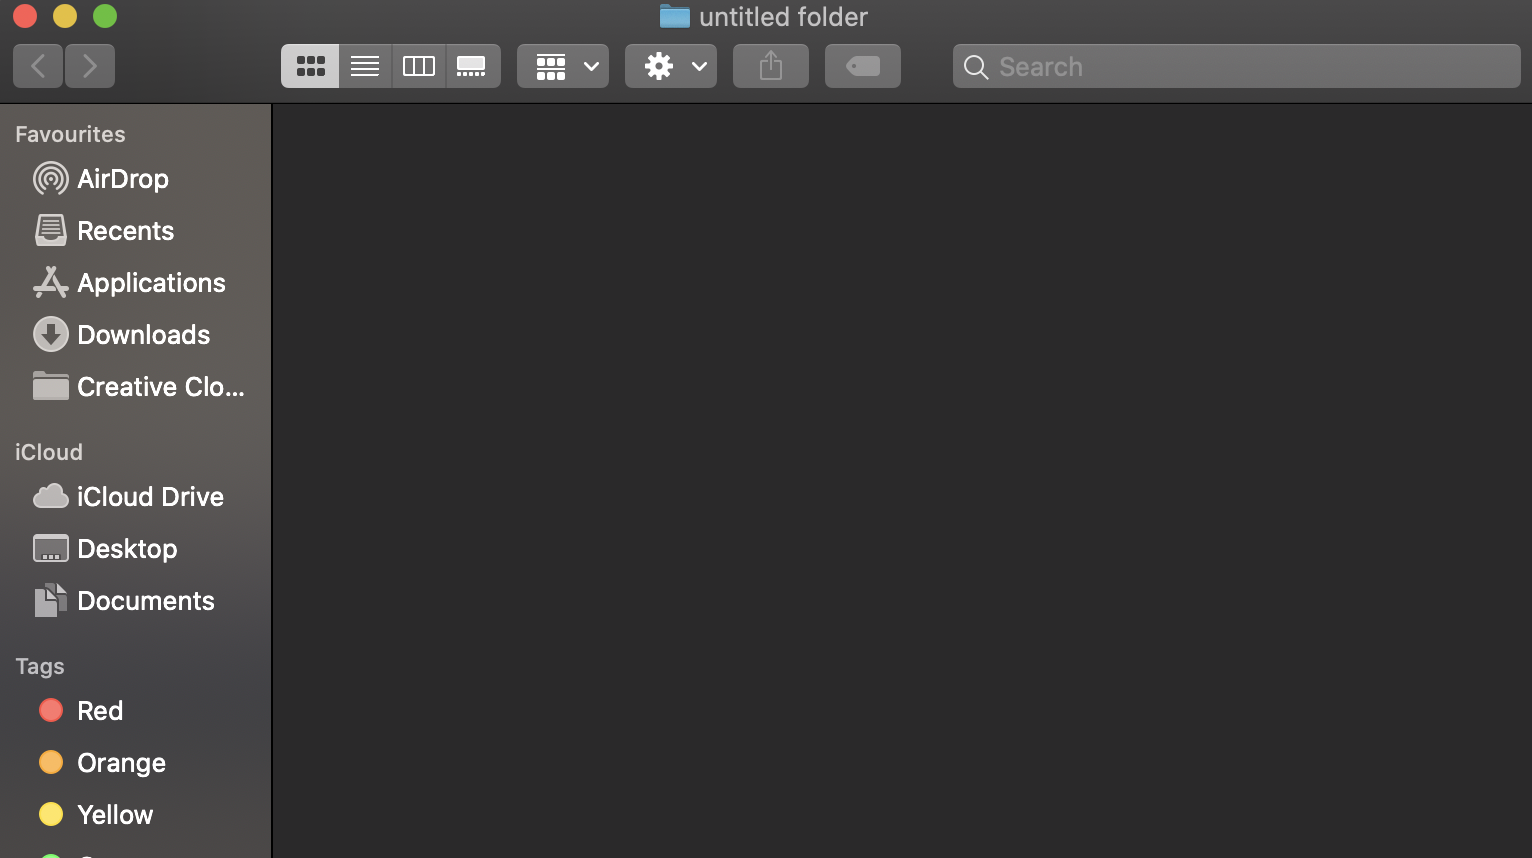 untitled folder
Search
Favourites
AirDrop
Recents
Applications
Downloads
Creative Clo...
iCloud
iCloud Drive
Desktop
Documents
Tags
Red
Orange
Yellow